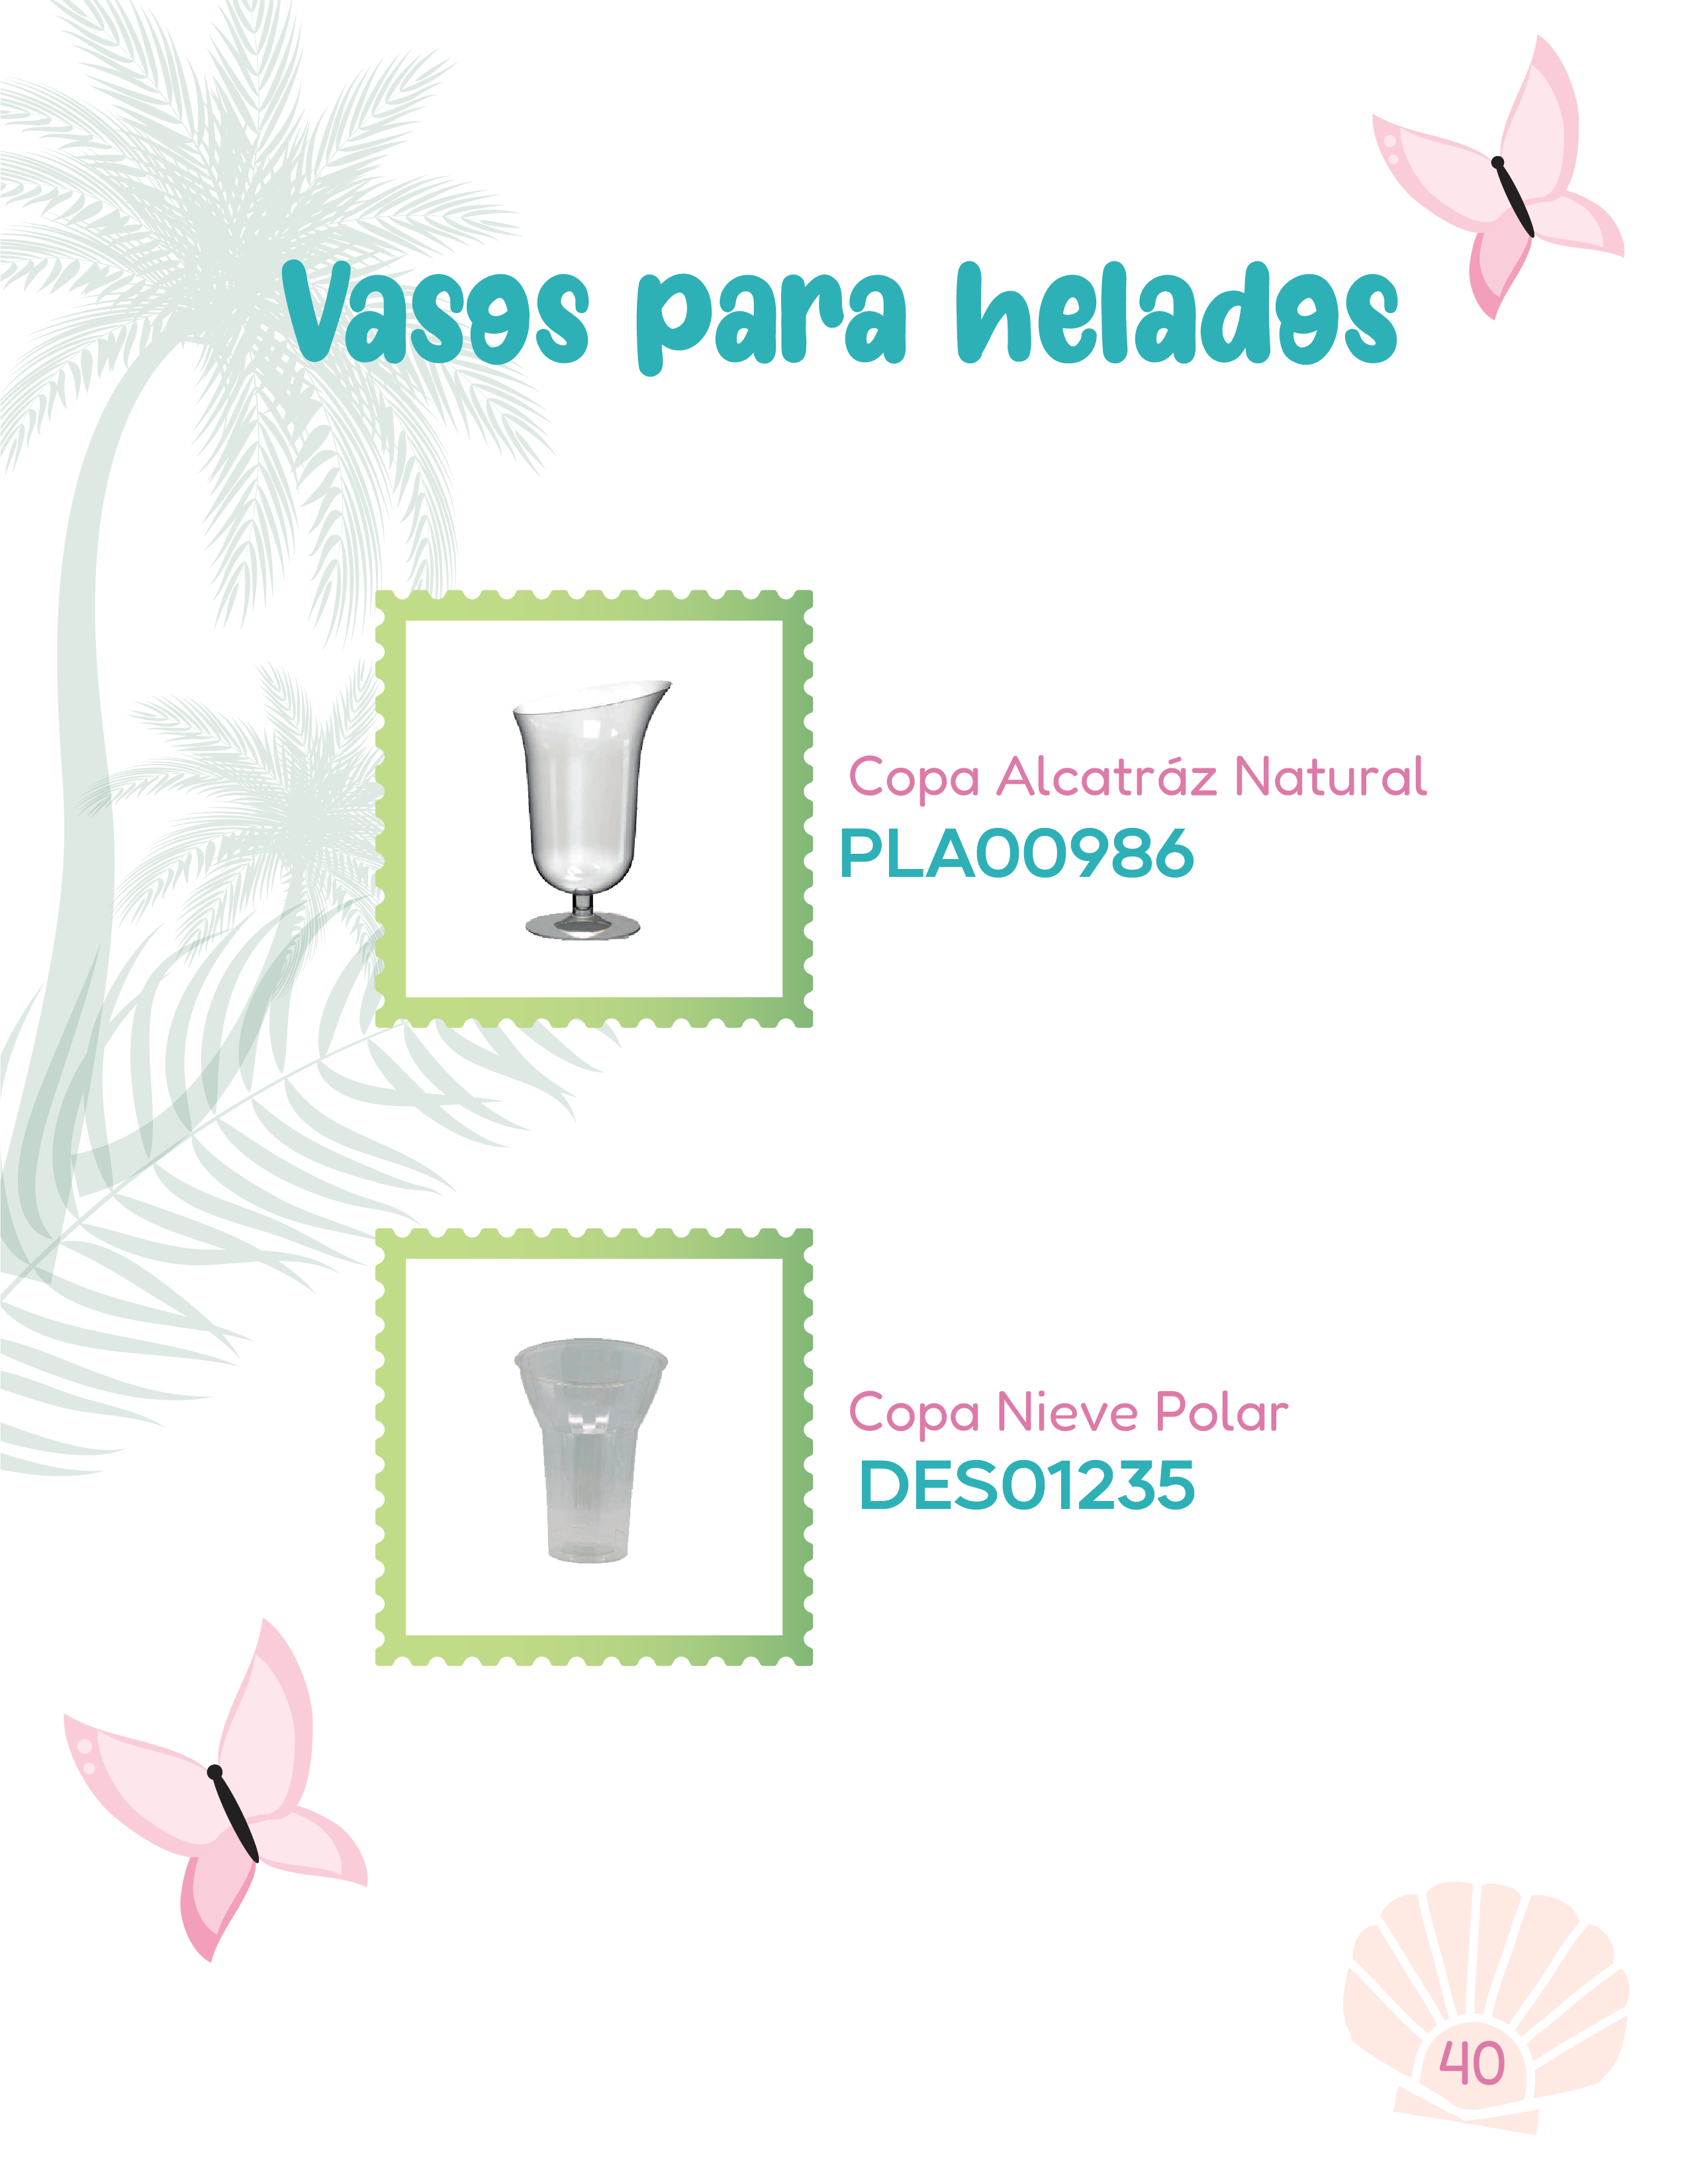 Vasos para helados
Copa Alcatráz Natural
PLA00986
Copa Nieve Polar
DES01235
40